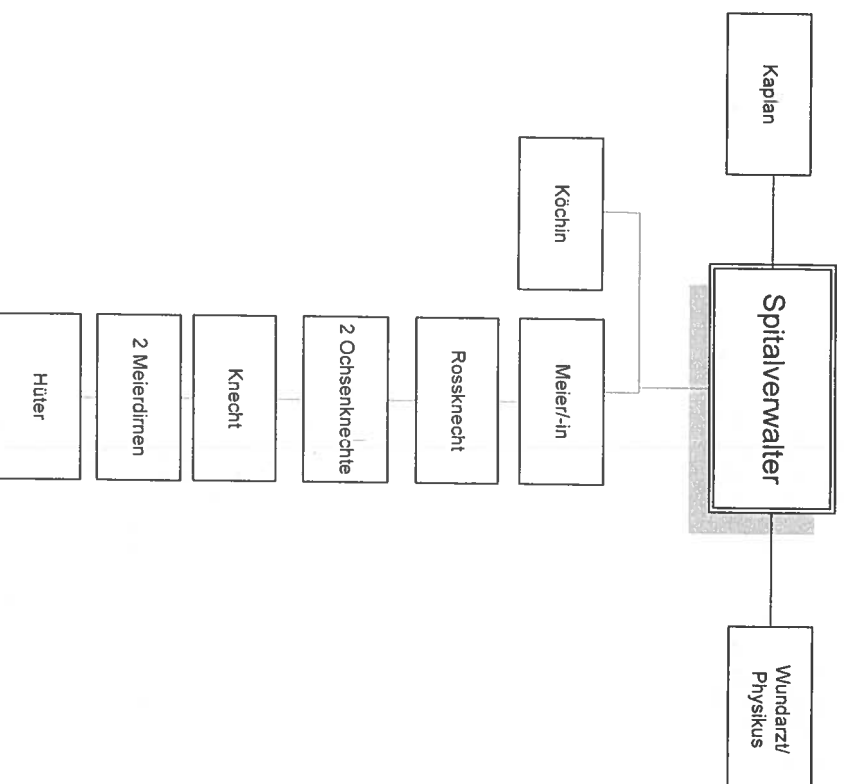 Kaplan
Spitalverwalter
Wundarzt/
Physikus
Köchin
Meier/-in
Rossknecht
2 Ochsenknechte
Knecht
2 Meierdirnen
Hüter